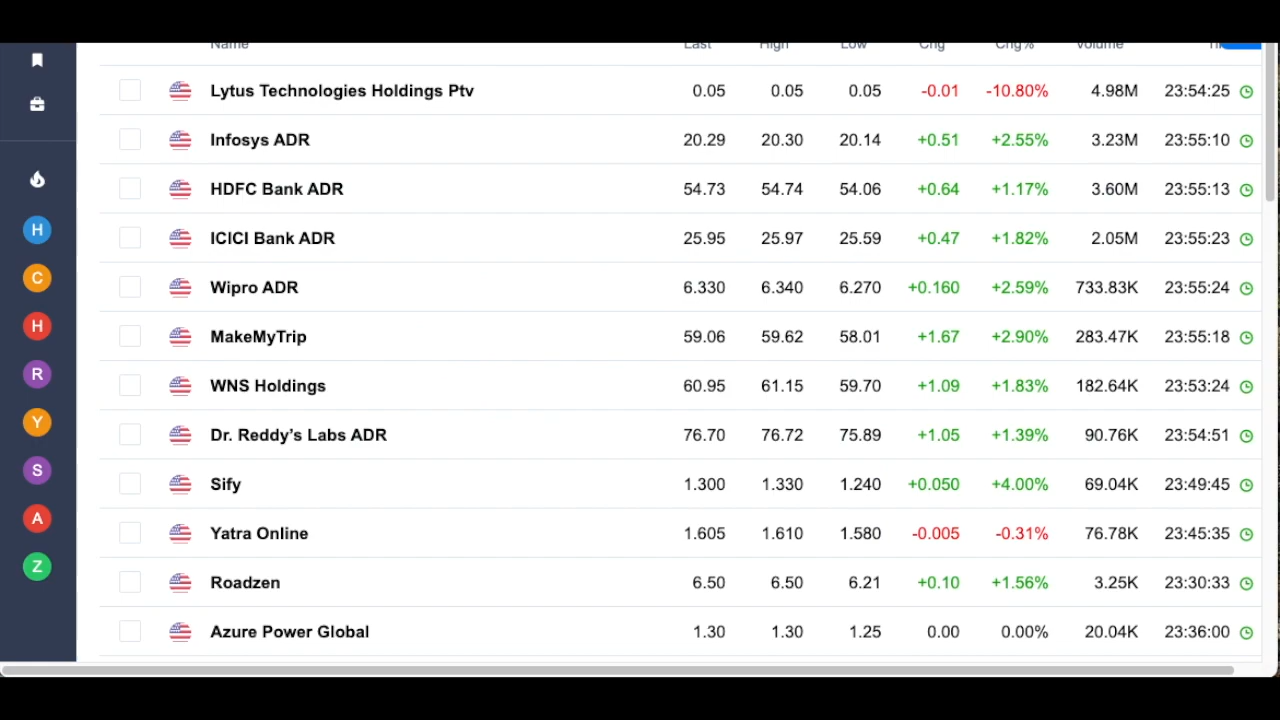 Name Last High Low Chg Chg% Volume
Lytus Technologies Holdings Ptv 0.05 0.05 0.05 -0.01 -10.80% 4.98M 23:54:25
Infosys ADR 20.29 20.30 20.14 +0.51 +2.55% 3.23M 23:55:10
H HDFC Bank ADR 54.73 54.74 54.06 +0.64 +1.17% 3.60M 23:55:13
ICICI Bank ADR 25.95 25.97 25.59 +0.47 +1.82% 2.05M 23:55:23
C Wipro ADR 6.330 6.340 6.270 +0.160 +2.59% 733.83K 23:55:24
H MakeMyTrip 59.06 59.62 58.01 +1.67 +2.90% 283.47K 23:55:18
R WNS Holdings 60.95 61.15 59.70 +1.09 +1.83% 182.64K 23:53:24
Y Dr. Reddy’s Labs ADR 76.70 76.72 75.89 +1.05 +1.39% 90.76K 23:54:51
S Sify 1.300 1.330 1.240 +0.050 +4.00% 69.04K 23:49:45
A Yatra Online 1.605 1.610 1.580 -0.005 -0.31% 76.78K 23:45:35
Z Roadzen 6.50 6.50 6.21 +0.10 +1.56% 3.25K 23:30:33
Azure Power Global 1.30 1.30 1.25 0.00 0.00% 20.04K 23:36:00